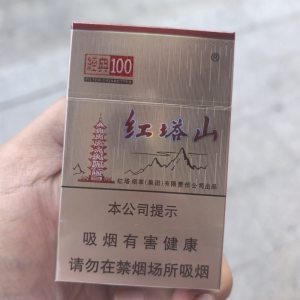 经典100
FILTER CIGARETTES
®
红塔山
红塔烟草(集团)有限责任公司出品
本公司提示
吸烟有害健康
请勿在禁烟场所吸烟